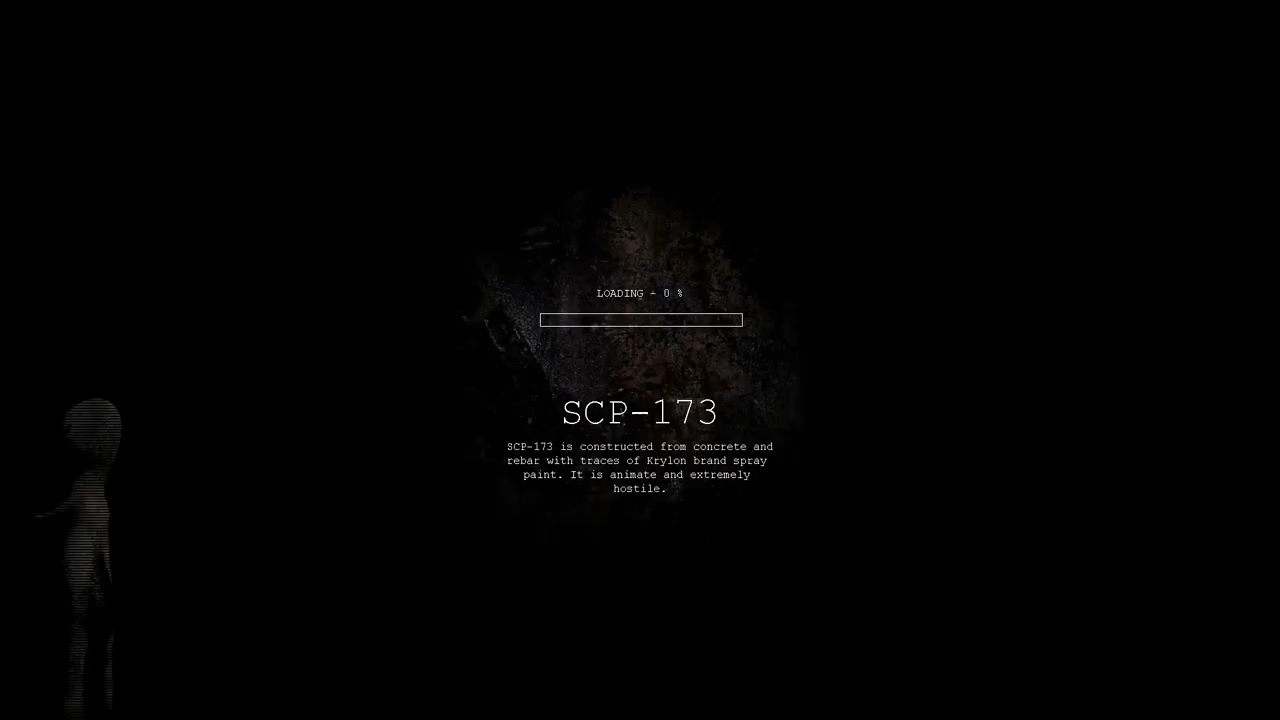 LOADING - 0 %
SCP-173
SCP-173 is constructed from concrete and
rebar with traces of Krylon brand spray
paint. It is animate and extremely
hostile.